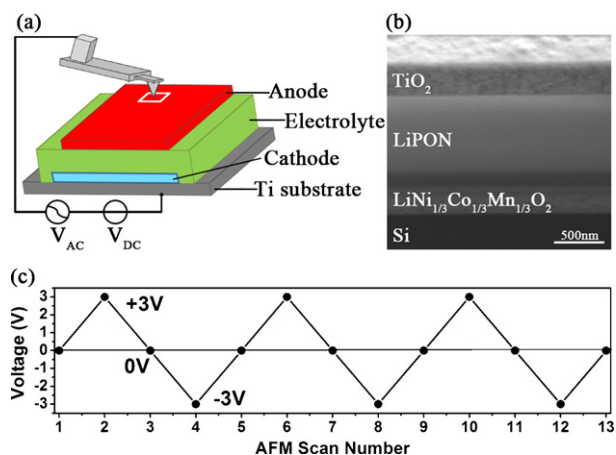 (a)
Anode
Electrolyte
Cathode
Ti substrate
V_AC V_DC
(b)
TiO₂
LiPON
LiNi₁/₃Co₁/₃Mn₁/₃O₂
Si
500nm
(c)
Voltage (V)
3
2
1
0
-1
-2
-3
+3V
0V
-3V
1 2 3 4 5 6 7 8 9 10 11 12 13
AFM Scan Number